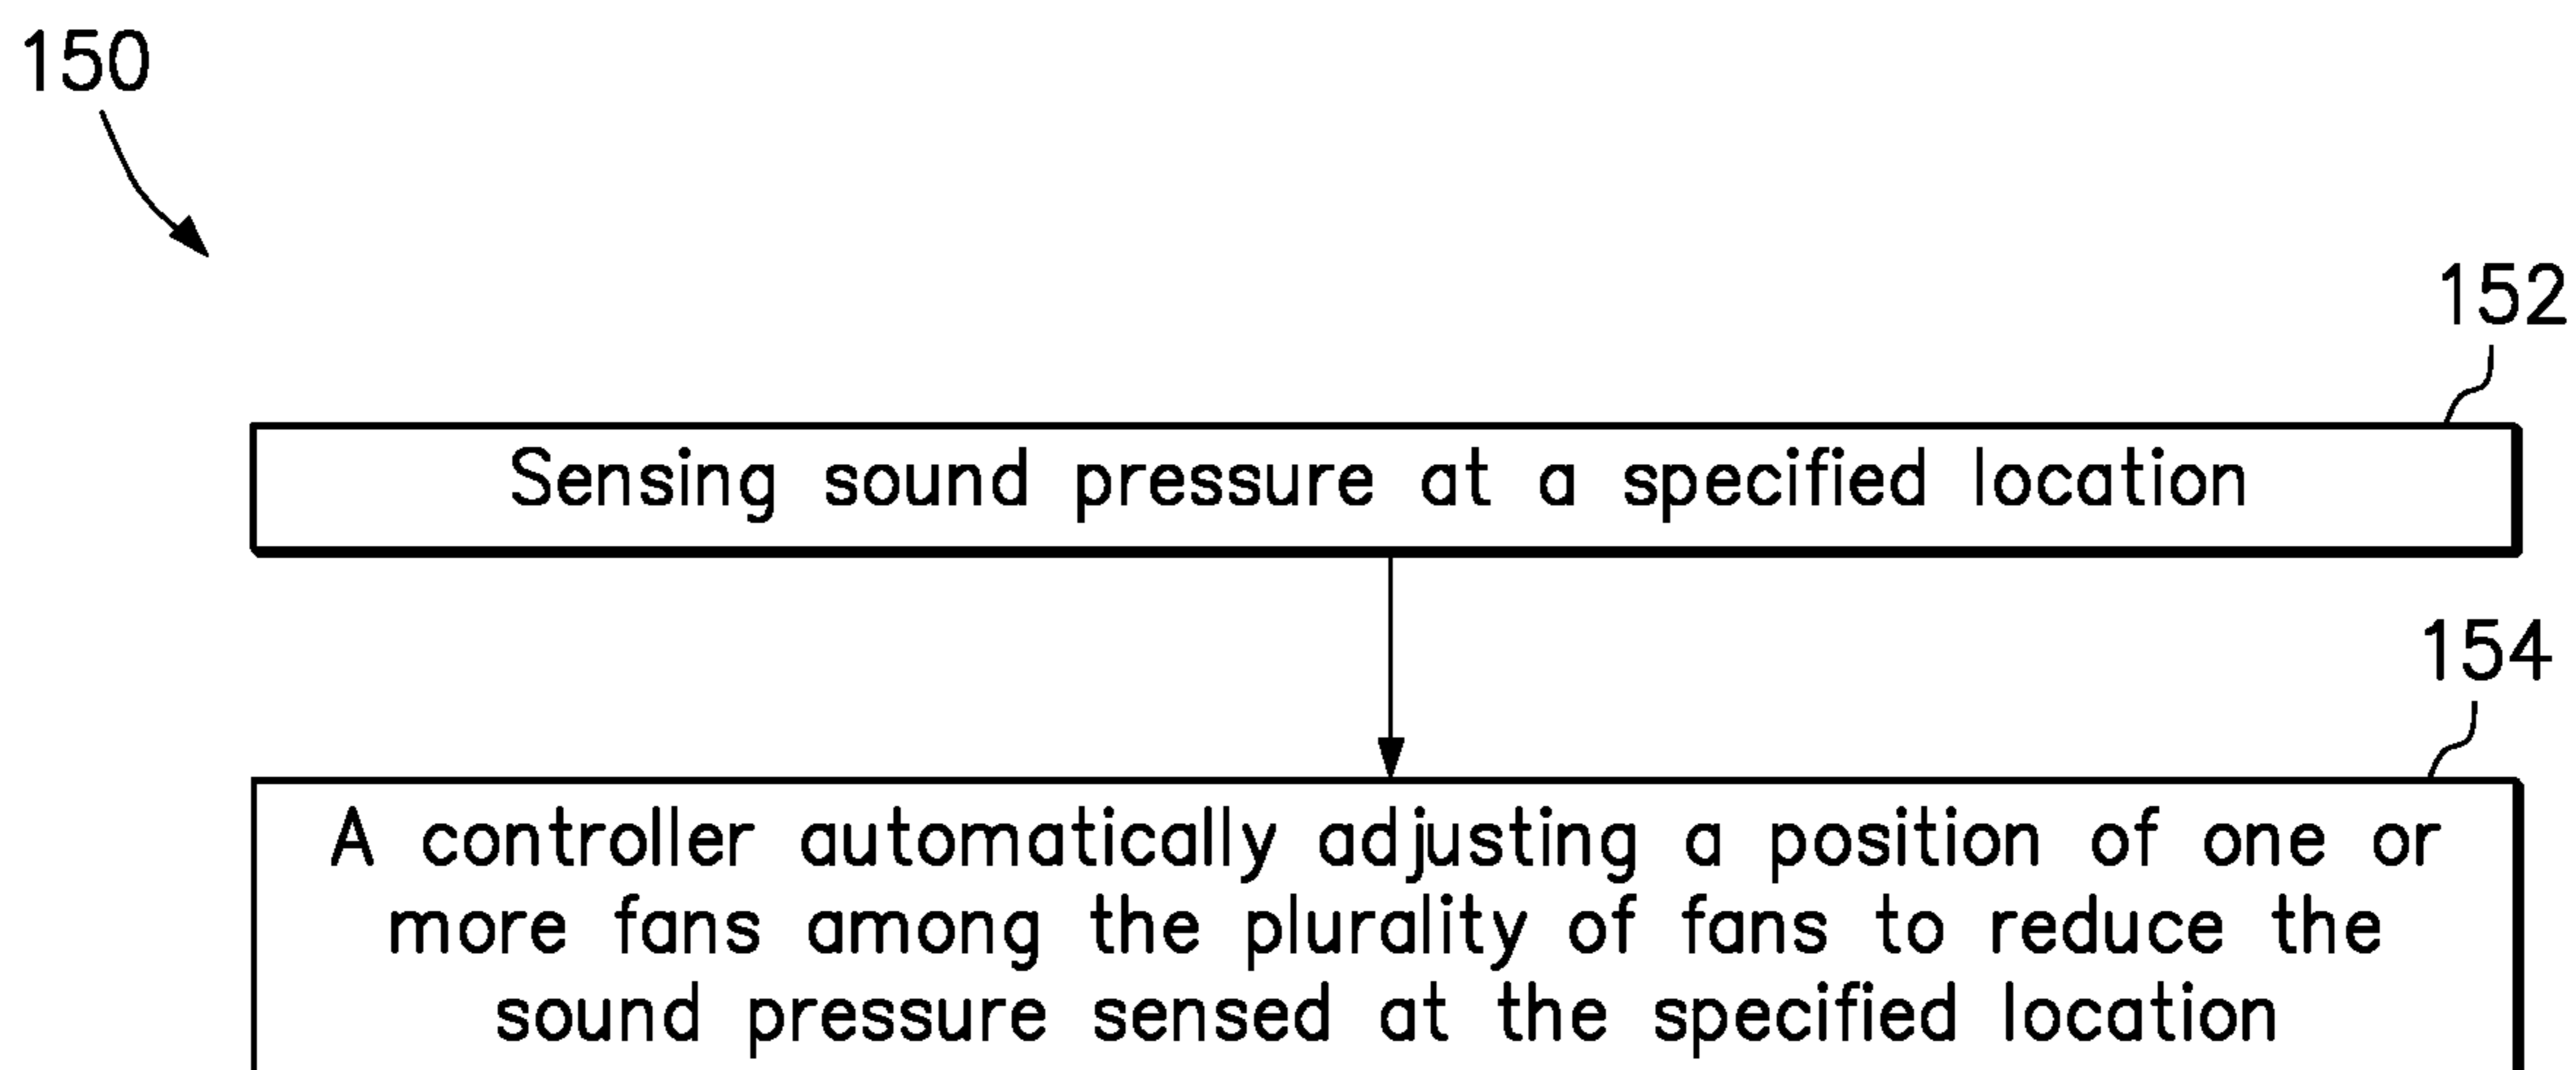 150
152
Sensing sound pressure at a specified location
154
A controller automatically adjusting a position of one or
more fans among the plurality of fans to reduce the
sound pressure sensed at the specified location